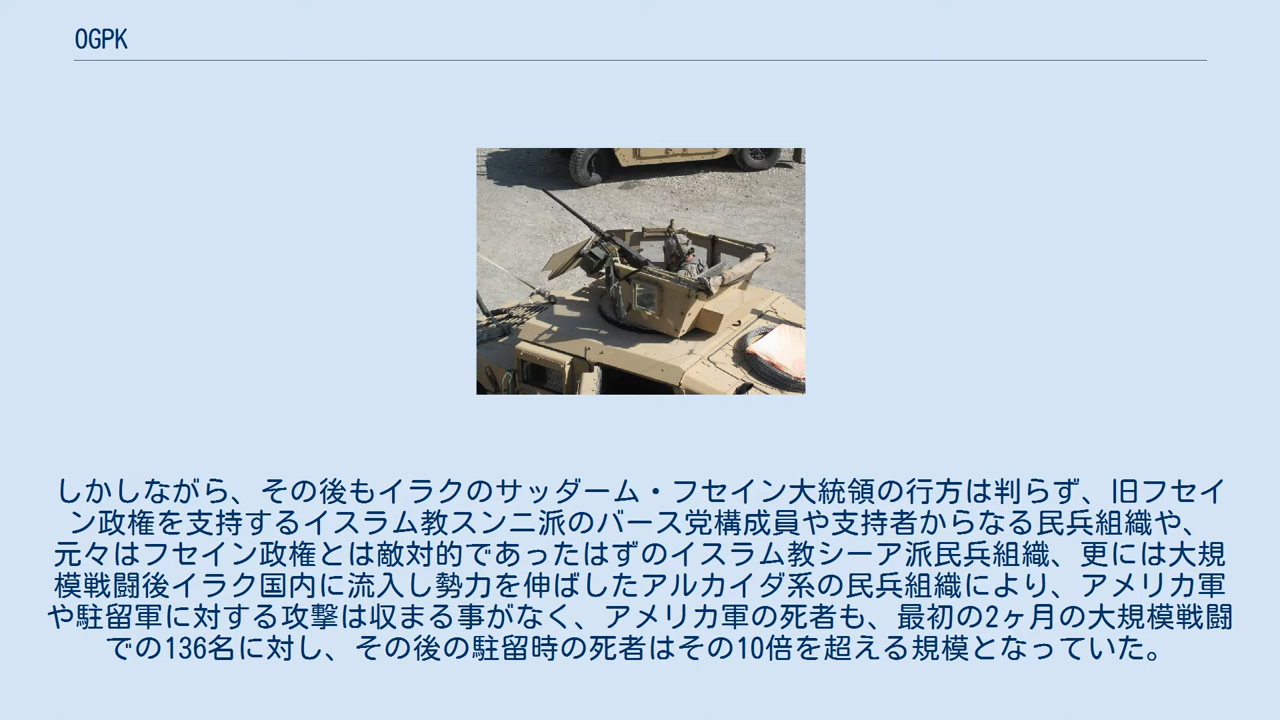 OGPK
しかしながら、その後もイラクのサッダーム・フセイン大統領の行方は判らず、旧フセイ
ン政権を支持するイスラム教スンニ派のバース党構成員や支持者からなる民兵組織や、
元々はフセイン政権とは敵対的であったはずのイスラム教シーア派民兵組織、更には大規
模戦闘後イラク国内に流入し勢力を伸ばしたアルカイダ系の民兵組織により、アメリカ軍
や駐留軍に対する攻撃は収まる事がなく、アメリカ軍の死者も、最初の2ヶ月の大規模戦闘
での136名に対し、その後の駐留時の死者はその10倍を超える規模となっていた。